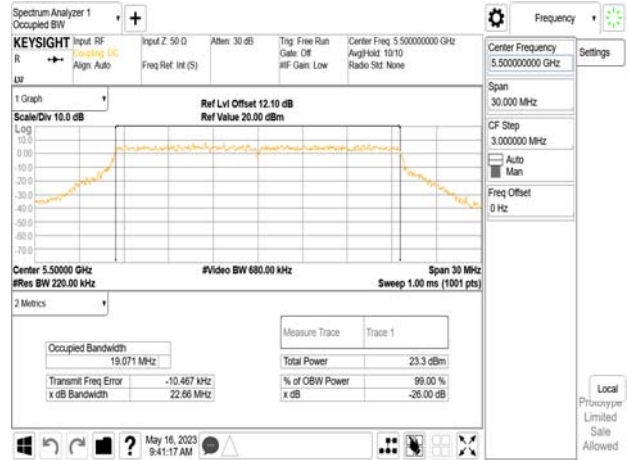 Spectrum Analyzer 1
Occupied BW
Frequency
KEYSIGHT
Input: RF
Coupling: DC
Align: Auto
Input Z: 50 Ω
Freq Ref: Int (S)
Atten: 30 dB
Trig: Free Run
Gate: Off
#IF Gain: Low
Center Freq: 5.500000000 GHz
Avg|Hold: 10/10
Radio Std: None
R
LW
Center Frequency
5.500000000 GHz
Settings
Span
30.000 MHz
CF Step
3.000000 MHz
Auto
Man
Freq Offset
0 Hz
1 Graph
Scale/Div 10.0 dB
Ref Lvl Offset 12.10 dB
Ref Value 20.00 dBm
Log
10.0
0.00
-10.0
-20.0
-30.0
-40.0
-50.0
-60.0
-70.0
Center 5.50000 GHz
#Res BW 220.00 kHz
#Video BW 680.00 kHz
Span 30 MHz
Sweep 1.00 ms (1001 pts)
2 Metrics
Measure Trace
Trace 1
Occupied Bandwidth
19.071 MHz
Total Power
23.3 dBm
Transmit Freq Error
-10.467 kHz
% of OBW Power
99.00 %
x dB Bandwidth
22.66 MHz
x dB
-26.00 dB
Local
Prototype
Limited
Sale
Allowed
May 16, 2023
9:41:17 AM